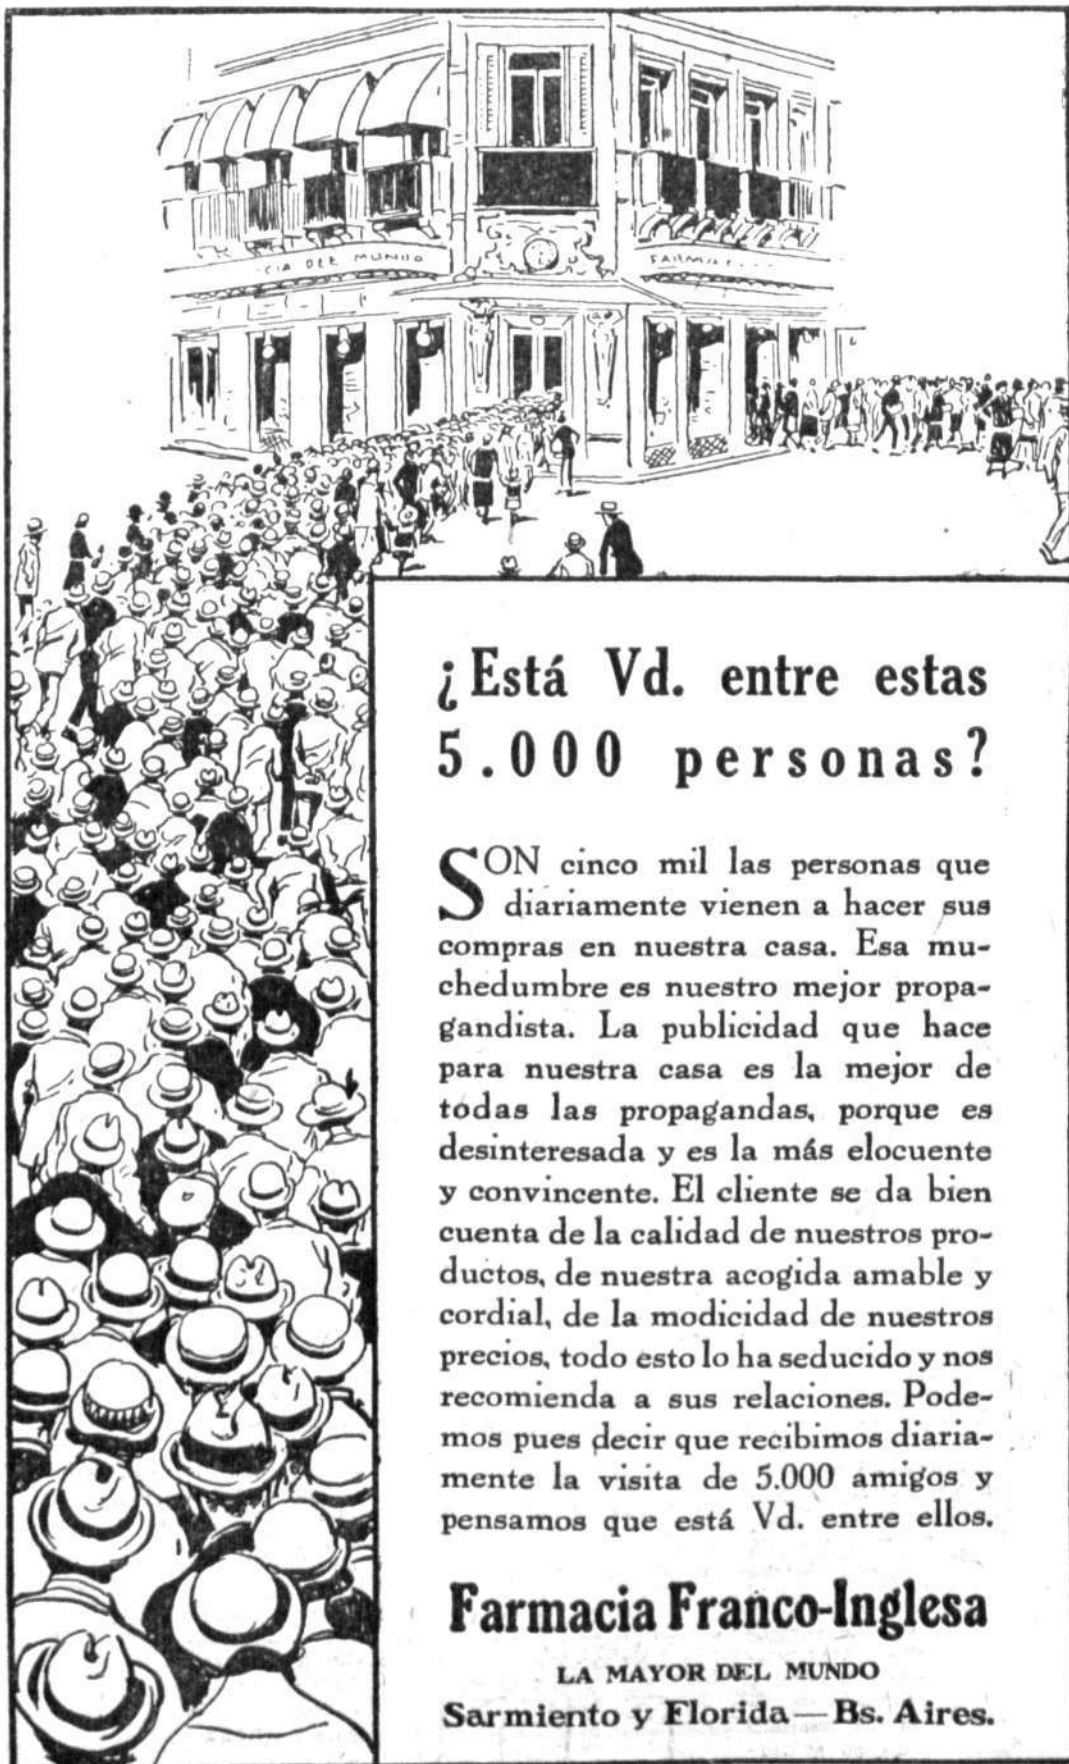 CIA DEL MUNDO
¿Está Vd. entre estas
5.000 personas?
SON cinco mil las personas que
diariamente vienen a hacer sus
compras en nuestra casa. Esa mu-
chedumbre es nuestro mejor propa-
gandista. La publicidad que hace
para nuestra casa es la mejor de
todas las propagandas, porque es
desinteresada y es la más elocuente
y convincente. El cliente se da bien
cuenta de la calidad de nuestros pro-
ductos, de nuestra acogida amable y
cordial, de la modicidad de nuestros
precios, todo esto lo ha seducido y nos
recomienda a sus relaciones. Pode-
mos pues decir que recibimos diaria-
mente la visita de 5.000 amigos y
pensamos que está Vd. entre ellos.
Farmacia Franco-Inglesa
LA MAYOR DEL MUNDO
Sarmiento y Florida—Bs. Aires.